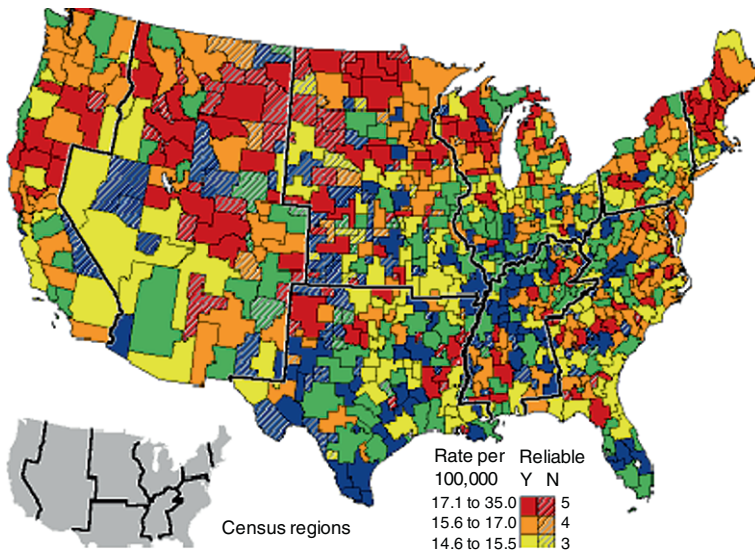 Census regions
Rate per Reliable
100,000 Y N
17.1 to 35.0 5
15.6 to 17.0 4
14.6 to 15.5 3